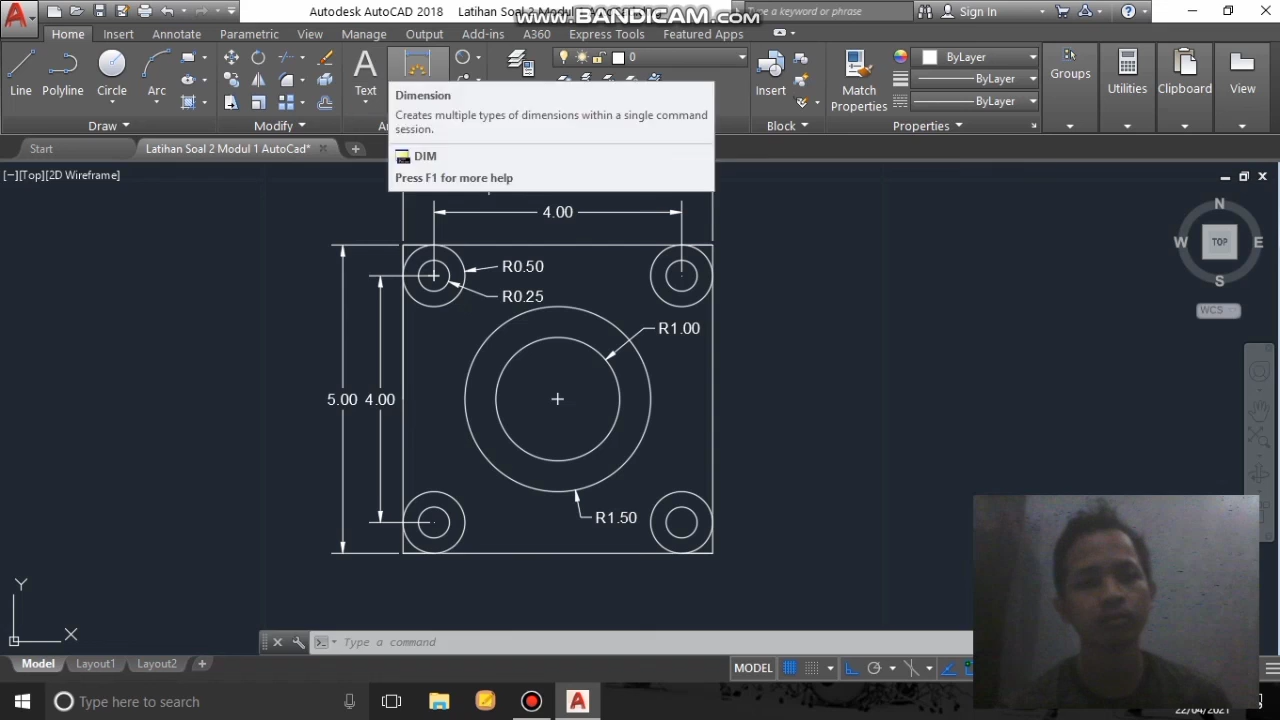 Autodesk AutoCAD 2018 Latihan Soal 2 Modul
www.BANDICAM.com
Type a keyword or phrase
Sign In
Home Insert Annotate Parametric View Manage Output Add-ins A360 Express Tools Featured Apps
0
ByLayer
ByLayer
ByLayer
Line Polyline Circle Arc
Text
Insert
Match
Properties
Groups Utilities Clipboard View
Draw Modify Block Properties
Start Latihan Soal 2 Modul 1 AutoCad*
Dimension
Creates multiple types of dimensions within a single command
session.
DIM
Press F1 for more help
[−][Top][2D Wireframe]
N
W TOP E
S
WCS
4.00
R0.50
R0.25
R1.00
5.00 4.00
R1.50
Y
X
Type a command
Model Layout1 Layout2
MODEL
Type here to search
22/04/2021